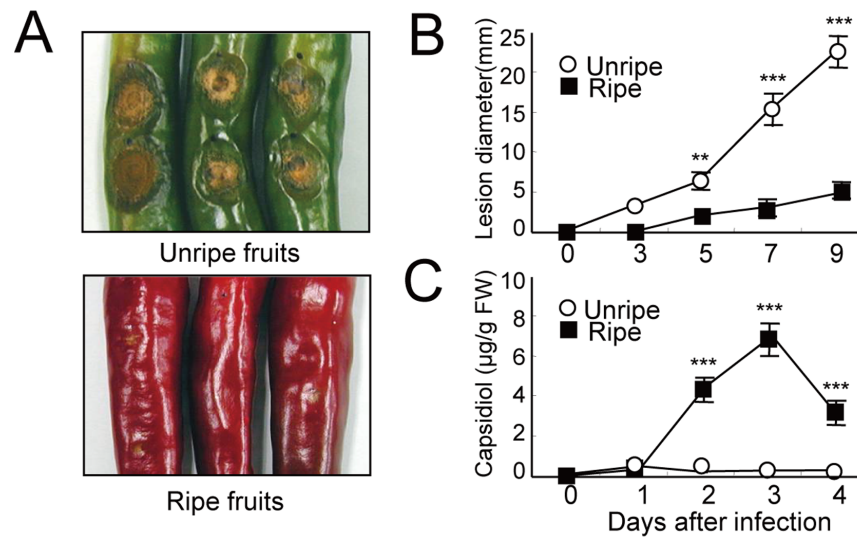 A
Unripe fruits
Ripe fruits
B
Lesion diameter(mm)
25
20
15
10
5
0
Unripe
Ripe
**
***
***
0 3 5 7 9
C
Capsidiol (µg/g FW)
10
8
6
4
2
0
Unripe
Ripe
***
***
***
0 1 2 3 4
Days after infection